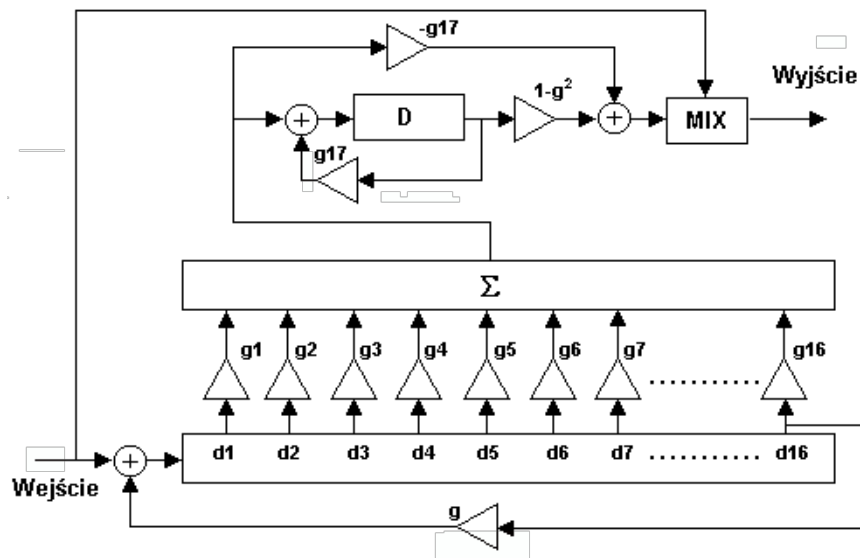 -g17
Wyjście
1-g²
+
D
+
MIX
g17
Σ
g1 g2 g3 g4 g5 g6 g7 g16
...........
d1 d2 d3 d4 d5 d6 d7 ........... d16
+
Wejście
g